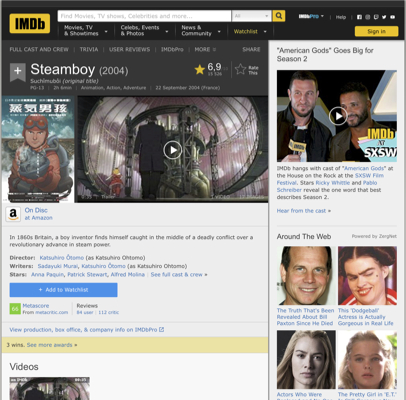 IMDb
Find Movies, TV shows, Celebrities and more...
All
IMDbPro
Help
Movies, TV
& Showtimes
Celebs, Events
& Photos
News &
Community
Watchlist
Sign in
FULL CAST AND CREW | TRIVIA | USER REVIEWS | IMDbPro | MORE
SHARE
Steamboy (2004)
Suchîmubôi (original title)
PG-13 | 2h 6min | Animation, Action, Adventure | 22 September 2004 (France)
6,9
Rate
This
蒸気男孩
On Disc
at Amazon
In 1860s Britain, a boy inventor finds himself caught in the middle of a deadly conflict over a
revolutionary advance in steam power.
Director: Katsuhiro Ôtomo (as Katsuhiro Ohtomo)
Writers: Sadayuki Murai, Katsuhiro Ôtomo (as Katsuhiro Ohtomo)
Stars: Anna Paquin, Patrick Stewart, Alfred Molina | See full cast & crew »
+ Add to Watchlist
Metascore
From metacritic.com
Reviews
84 user | 112 critic
View production, box office, & company info on IMDbPro
3 wins. See more awards »
Videos
"American Gods" Goes Big for
Season 2
IMDb
at
SXSW
IMDb hangs with cast of "American Gods" at
the House on the Rock at the SXSW Film
Festival. Stars Ricky Whittle and Pablo
Schreiber reveal the one word that best
describes Season 2.
Hear from the cast »
Around The Web
Powered by ZergNet
The Truth That's Been
Revealed About Bill
Paxton Since He Died
This 'Dodgeball'
Actress is Actually
Gorgeous in Real Life
Actors Who Were
The Pretty Girl in 'E.T.'